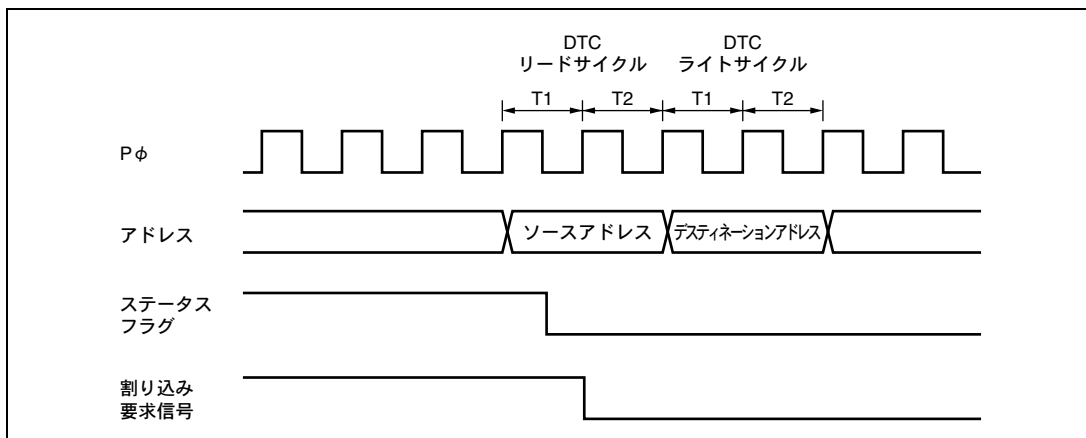 DTC DTC
リードサイクル ライトサイクル
T1 T2 T1 T2
Pφ
アドレス ソースアドレス デスティネーションアドレス
ステータス
フラグ
割り込み
要求信号